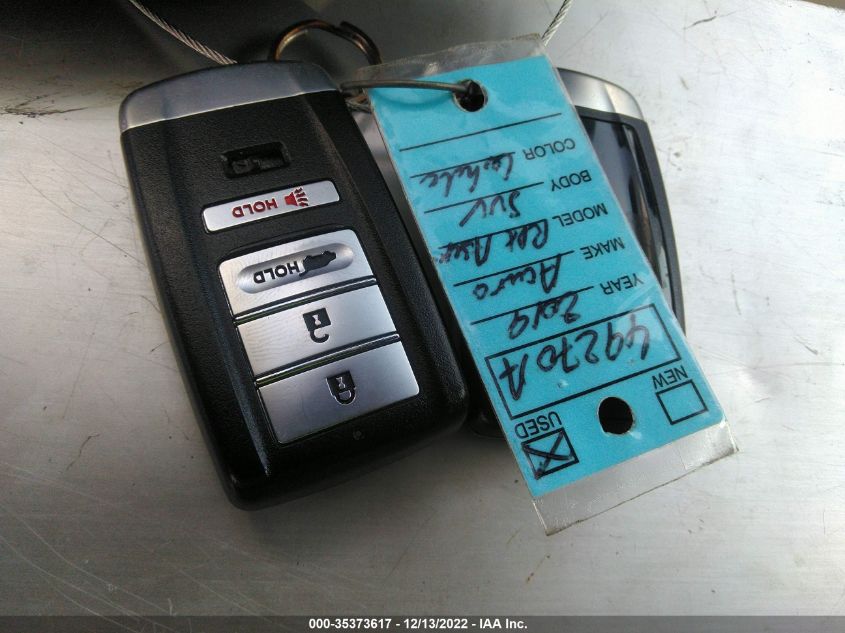 HOLD
HOLD
NEW
USED
49270A
YEAR 2019
MAKE Acura
MODEL
BODY SUV
COLOR White
000-35373617 - 12/13/2022 - IAA Inc.